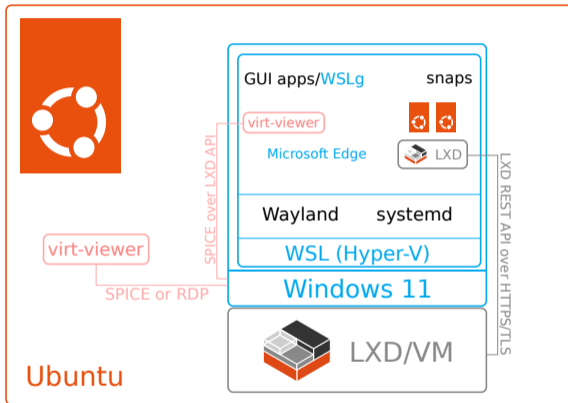 GUI apps/WSLg
snaps
virt-viewer
Microsoft Edge
LXD
Wayland
systemd
WSL (Hyper-V)
Windows 11
LXD/VM
SPICE over LXD API
LXD REST API over HTTPS/TLS
virt-viewer
SPICE or RDP
Ubuntu